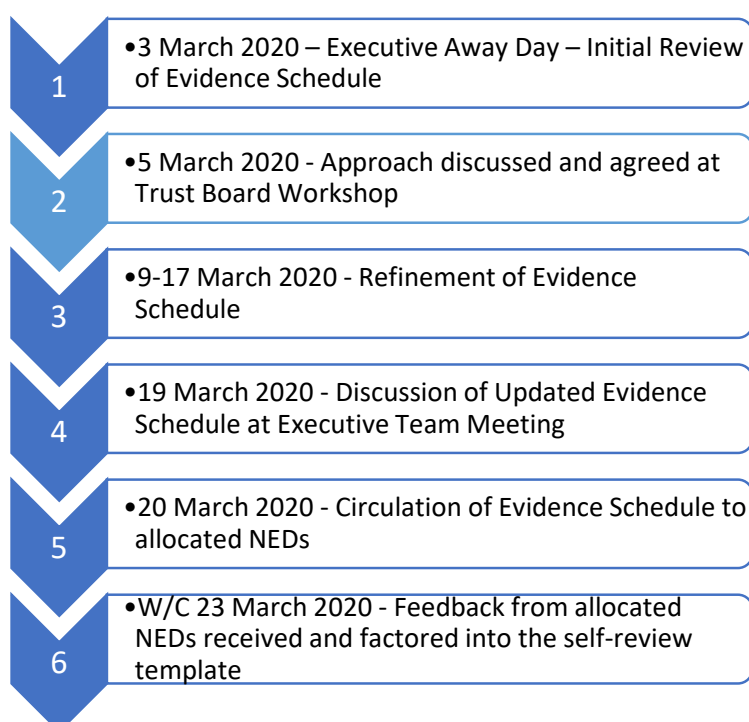 1
•3 March 2020 – Executive Away Day – Initial Review
of Evidence Schedule
2
•5 March 2020 - Approach discussed and agreed at
Trust Board Workshop
3
•9-17 March 2020 - Refinement of Evidence
Schedule
4
•19 March 2020 - Discussion of Updated Evidence
Schedule at Executive Team Meeting
5
•20 March 2020 - Circulation of Evidence Schedule to
allocated NEDs
6
•W/C 23 March 2020 - Feedback from allocated
NEDs received and factored into the self-review
template